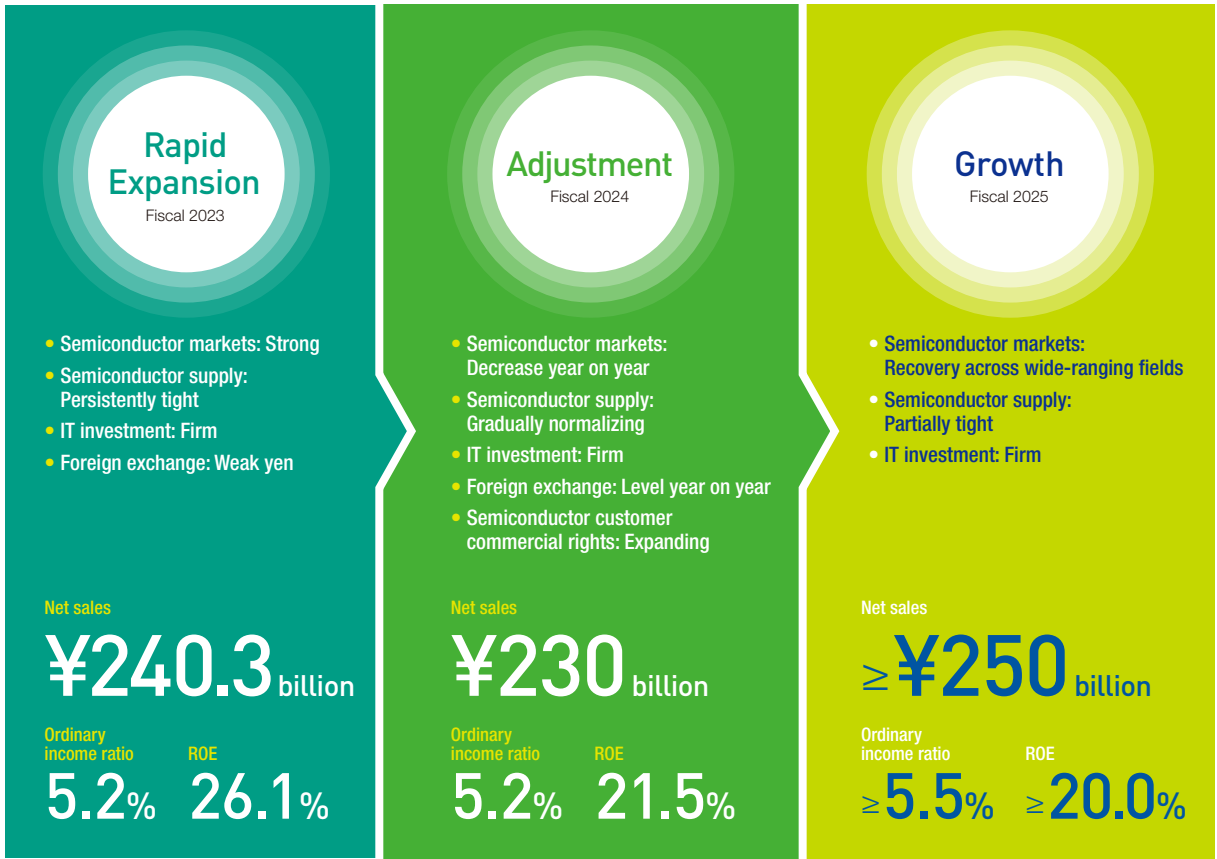 Rapid
Expansion
Fiscal 2023
• Semiconductor markets: Strong
• Semiconductor supply:
Persistently tight
• IT investment: Firm
• Foreign exchange: Weak yen
Net sales
¥240.3 billion
Ordinary
income ratio
5.2%
ROE
26.1%
Adjustment
Fiscal 2024
• Semiconductor markets:
Decrease year on year
• Semiconductor supply:
Gradually normalizing
• IT investment: Firm
• Foreign exchange: Level year on year
• Semiconductor customer
commercial rights: Expanding
Net sales
¥230 billion
Ordinary
income ratio
5.2%
ROE
21.5%
Growth
Fiscal 2025
• Semiconductor markets:
Recovery across wide-ranging fields
• Semiconductor supply:
Partially tight
• IT investment: Firm
Net sales
≥ ¥250 billion
Ordinary
income ratio
≥ 5.5%
ROE
≥ 20.0%